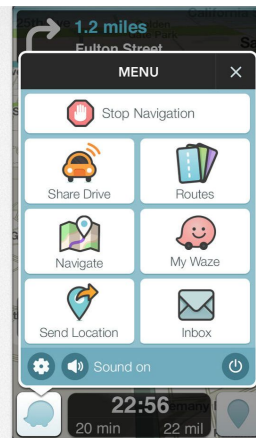 1.2 miles
Fulton Street
MENU
Stop Navigation
Share Drive
Routes
Navigate
My Waze
Send Location
Inbox
Sound on
22:56
20 min
22 mil